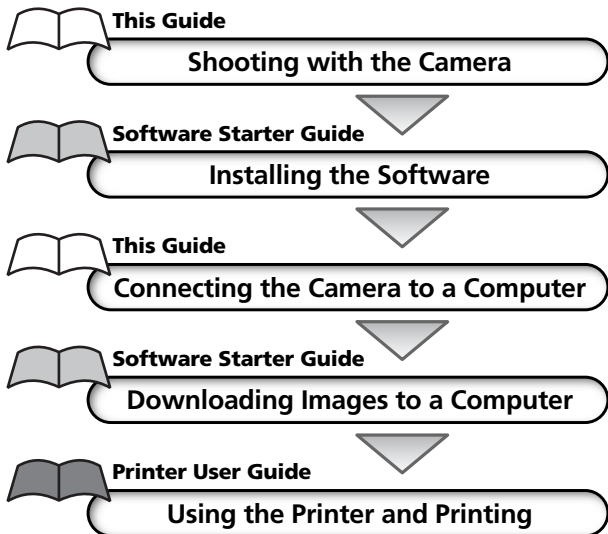 This Guide
Shooting with the Camera
Software Starter Guide
Installing the Software
This Guide
Connecting the Camera to a Computer
Software Starter Guide
Downloading Images to a Computer
Printer User Guide
Using the Printer and Printing